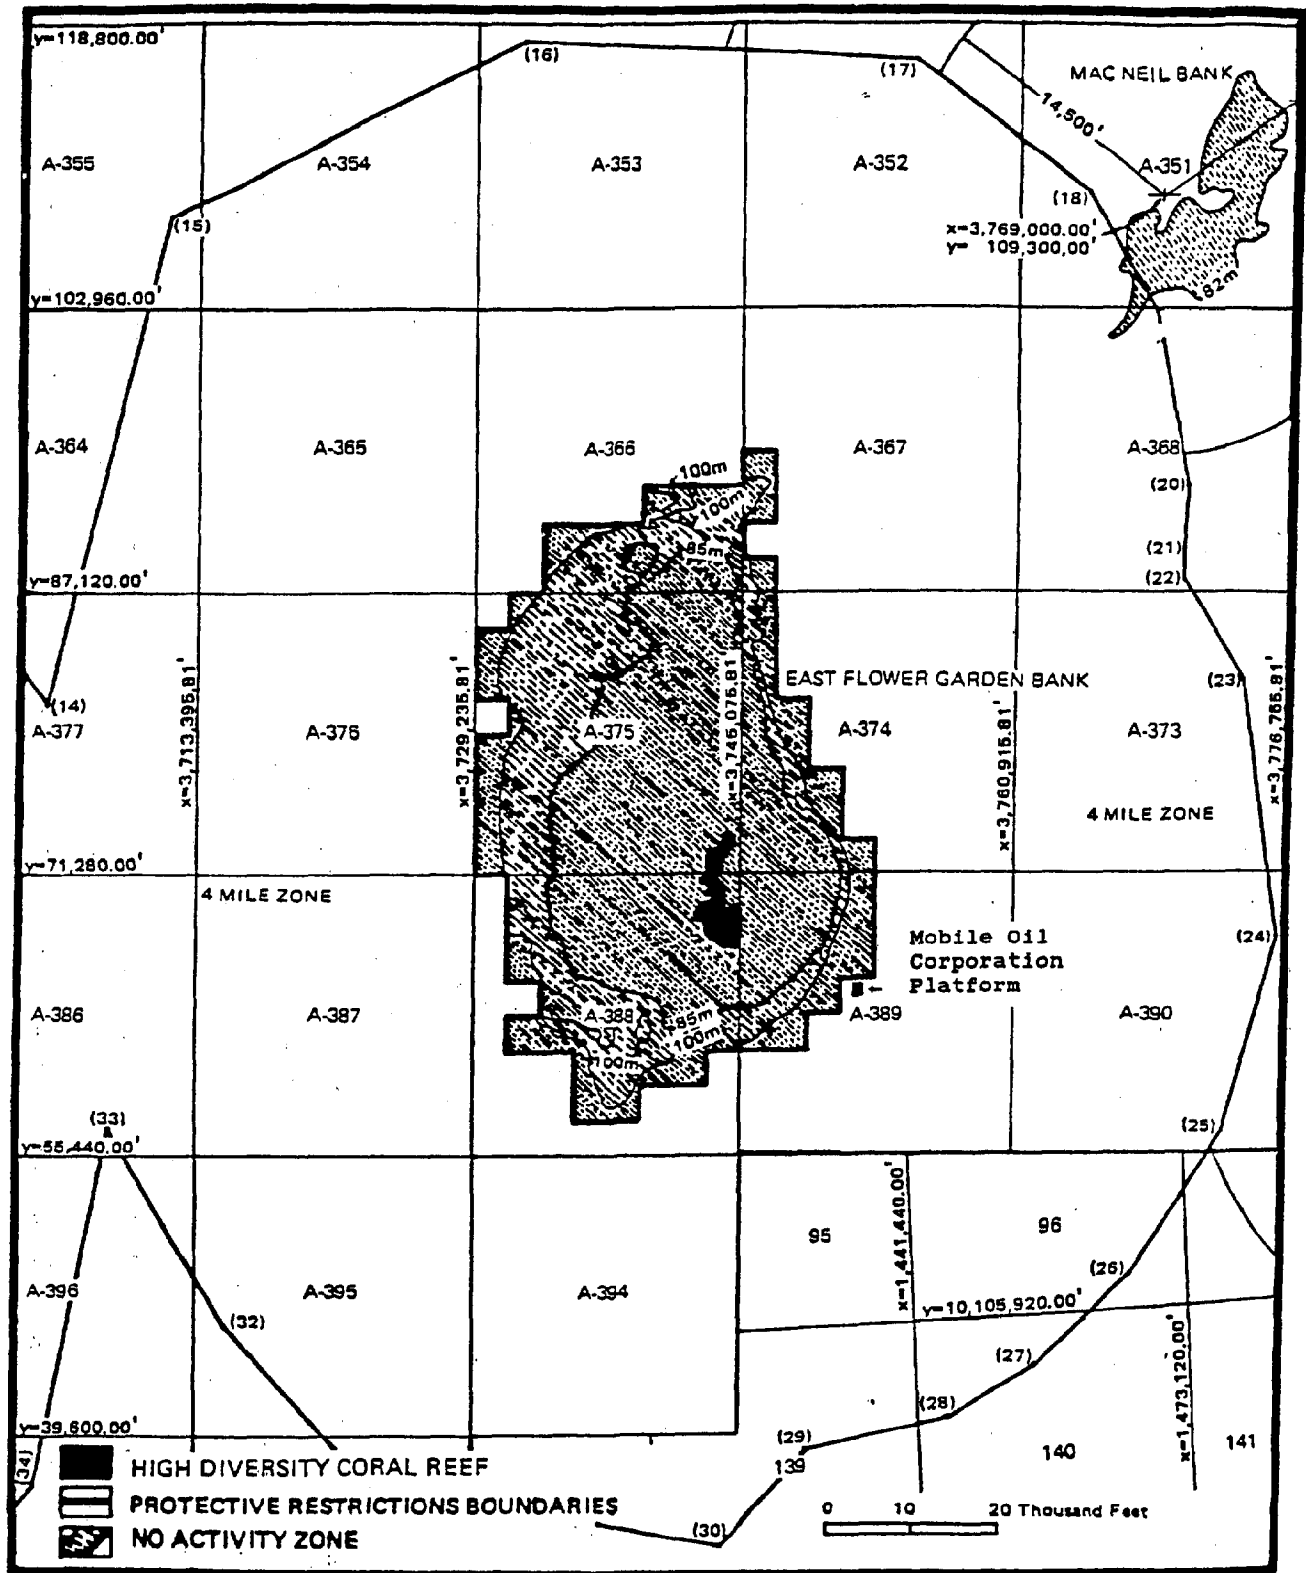 y=118,800.00'
(16)
(17)
MAC NEIL BANK
14,500'
A-355
A-354
A-353
A-352
A-351
(18)
(15)
x=3,769,000.00'
y= 109,300,00'
82m
y=102,960.00'
A-364
A-365
A-366
A-367
A-368
100m
100m
(20)
85m
(21)
(22)
y=87,120.00'
EAST FLOWER GARDEN BANK
(23)
(14)
A-377
A-376
A-375
A-374
A-373
x=3,713,395.81'
x=3,729,235.81'
x=3,745,075.81'
x=3,760,915.81'
x=3,776,755.81'
4 MILE ZONE
y=71,280.00'
4 MILE ZONE
Mobile Oil
Corporation
Platform
(24)
A-386
A-387
A-388
A-389
A-390
85m
100m
100m
(33)
(25)
y=55,440.00'
95
96
x=1,441,440.00'
(26)
A-396
A-395
A-394
y=10,105,920.00'
(32)
(27)
x=1,473,120,00'
(28)
y=39,600,00'
(34)
(29)
139
140
141
HIGH DIVERSITY CORAL REEF
PROTECTIVE RESTRICTIONS BOUNDARIES
NO ACTIVITY ZONE
(30)
0 10 20 Thousand Feet